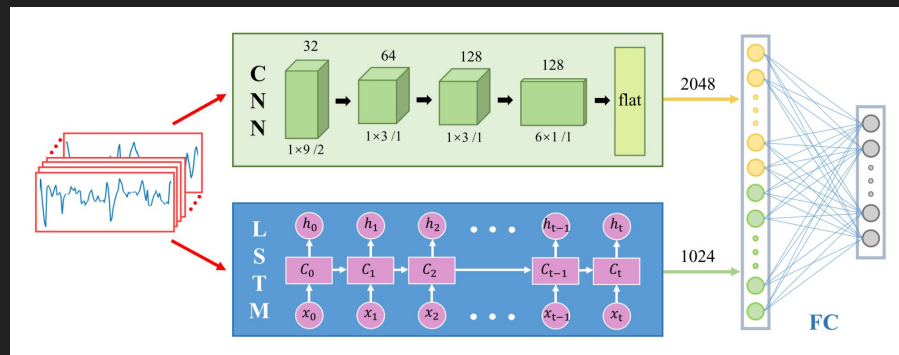 CNN
32
64
128
128
1×9 /2
1×3 /1
1×3 /1
6×1 /1
flat
2048
LSTM
h₀ h₁ h₂ hₜ₋₁ hₜ
C₀ C₁ C₂ Cₜ₋₁ Cₜ
x₀ x₁ x₂ xₜ₋₁ xₜ
1024
FC